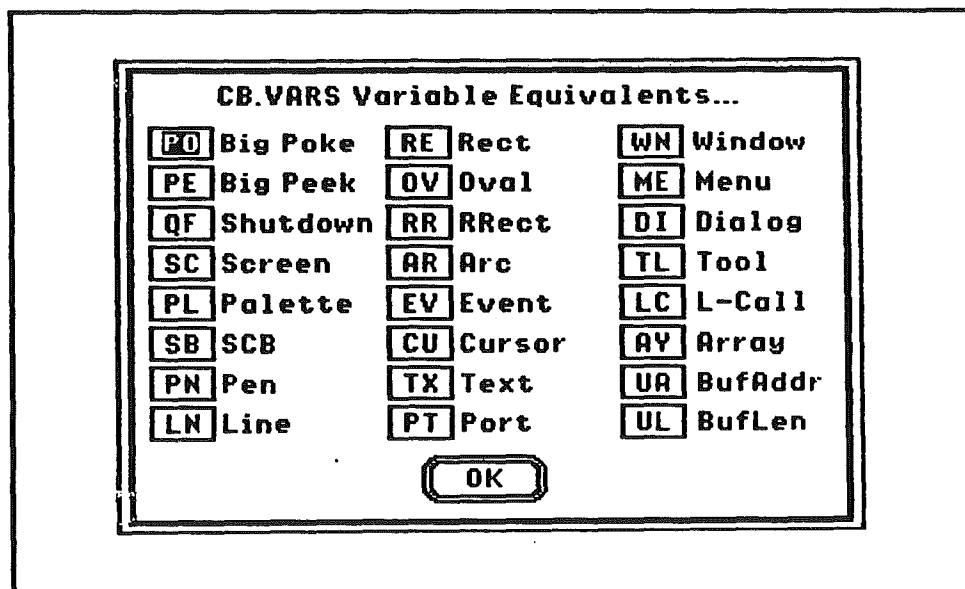 CB.VARS Variable Equivalents...
PO Big Poke RE Rect WN Window
PE Big Peek OV Oval ME Menu
QF Shutdown RR RRect DI Dialog
SC Screen AR Arc TL Tool
PL Palette EV Event LC L-Call
SB SCB CU Cursor AY Array
PN Pen TX Text UA BufAddr
LN Line PT Port UL BufLen
OK